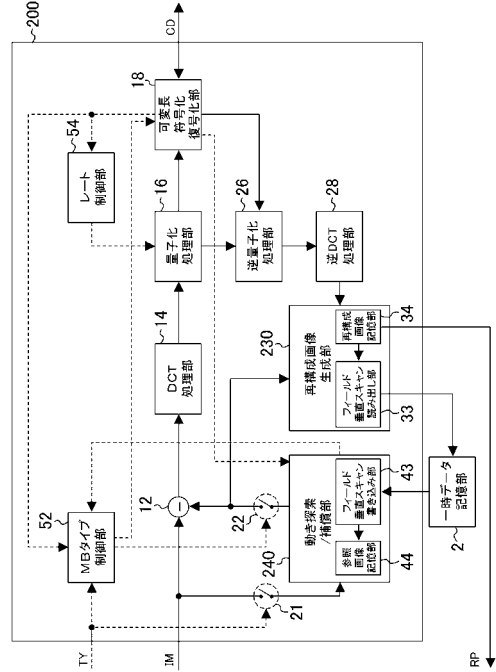 200
TY
IM
RP
CD
52
MBタイプ
制御部
54
レート
制御部
12
14
DCT
処理部
16
量子化
処理部
18
可変長
符号化
復号化部
26
逆量子化
処理部
28
逆DCT
処理部
21
22
240
動き探索
/補償部
43
フィールド
垂直スキャン
書き込み部
44
参照
画像
記憶部
230
再構成画像
生成部
33
フィールド
垂直スキャン
読み出し部
34
再構成
画像
記憶部
2
一時データ
記憶部